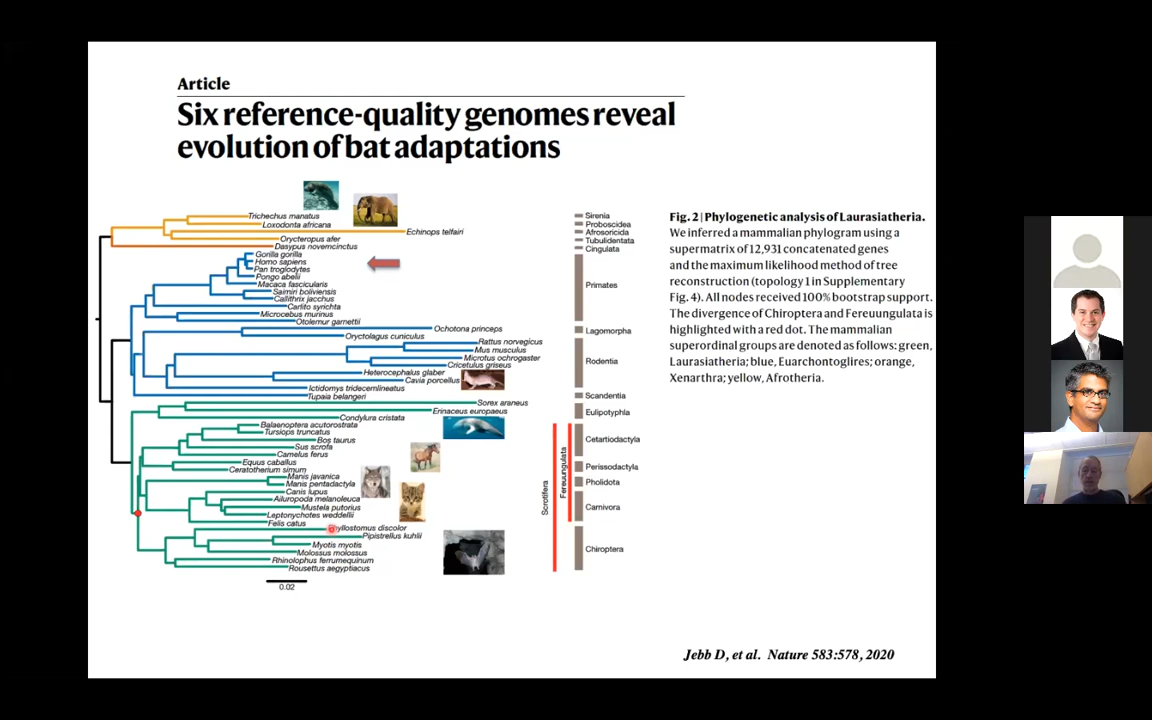 Article
Six reference-quality genomes reveal
evolution of bat adaptations
Trichechus manatus
Loxodonta africana
Echinops telfairi
Orycteropus afer
Dasypus novemcinctus
Gorilla gorilla
Homo sapiens
Pan troglodytes
Pongo abelii
Macaca fascicularis
Saimiri boliviensis
Callithrix jacchus
Carlito syrichta
Microcebus murinus
Otolemur garnettii
Ochotona princeps
Oryctolagus cuniculus
Rattus norvegicus
Mus musculus
Microtus ochrogaster
Cricetulus griseus
Heterocephalus glaber
Cavia porcellus
Ictidomys tridecemlineatus
Tupaia belangeri
Sorex araneus
Erinaceus europaeus
Condylura cristata
Balaenoptera acutorostrata
Tursiops truncatus
Bos taurus
Sus scrofa
Camelus ferus
Equus caballus
Ceratotherium simum
Manis javanica
Manis pentadactyla
Canis lupus
Ailuropoda melanoleuca
Mustela putorius
Leptonychotes weddellii
Felis catus
hyllostomus discolor
Pipistrellus kuhlii
Myotis myotis
Molossus molossus
Rhinolophus ferrumequinum
Rousettus aegyptiacus
0.02
Scrotifera
Fereuungulata
Sirenia
Proboscidea
Afrosoricida
Tubulidentata
Cingulata
Primates
Lagomorpha
Rodentia
Scandentia
Eulipotyphla
Cetartiodactyla
Perissodactyla
Pholidota
Carnivora
Chiroptera
Fig. 2 | Phylogenetic analysis of Laurasiatheria.
We inferred a mammalian phylogram using a
supermatrix of 12,931 concatenated genes
and the maximum likelihood method of tree
reconstruction (topology 1 in Supplementary
Fig. 4). All nodes received 100% bootstrap support.
The divergence of Chiroptera and Fereuungulata is
highlighted with a red dot. The mammalian
superordinal groups are denoted as follows: green,
Laurasiatheria; blue, Euarchontoglires; orange,
Xenarthra; yellow, Afrotheria.
Jebb D, et al. Nature 583:578, 2020